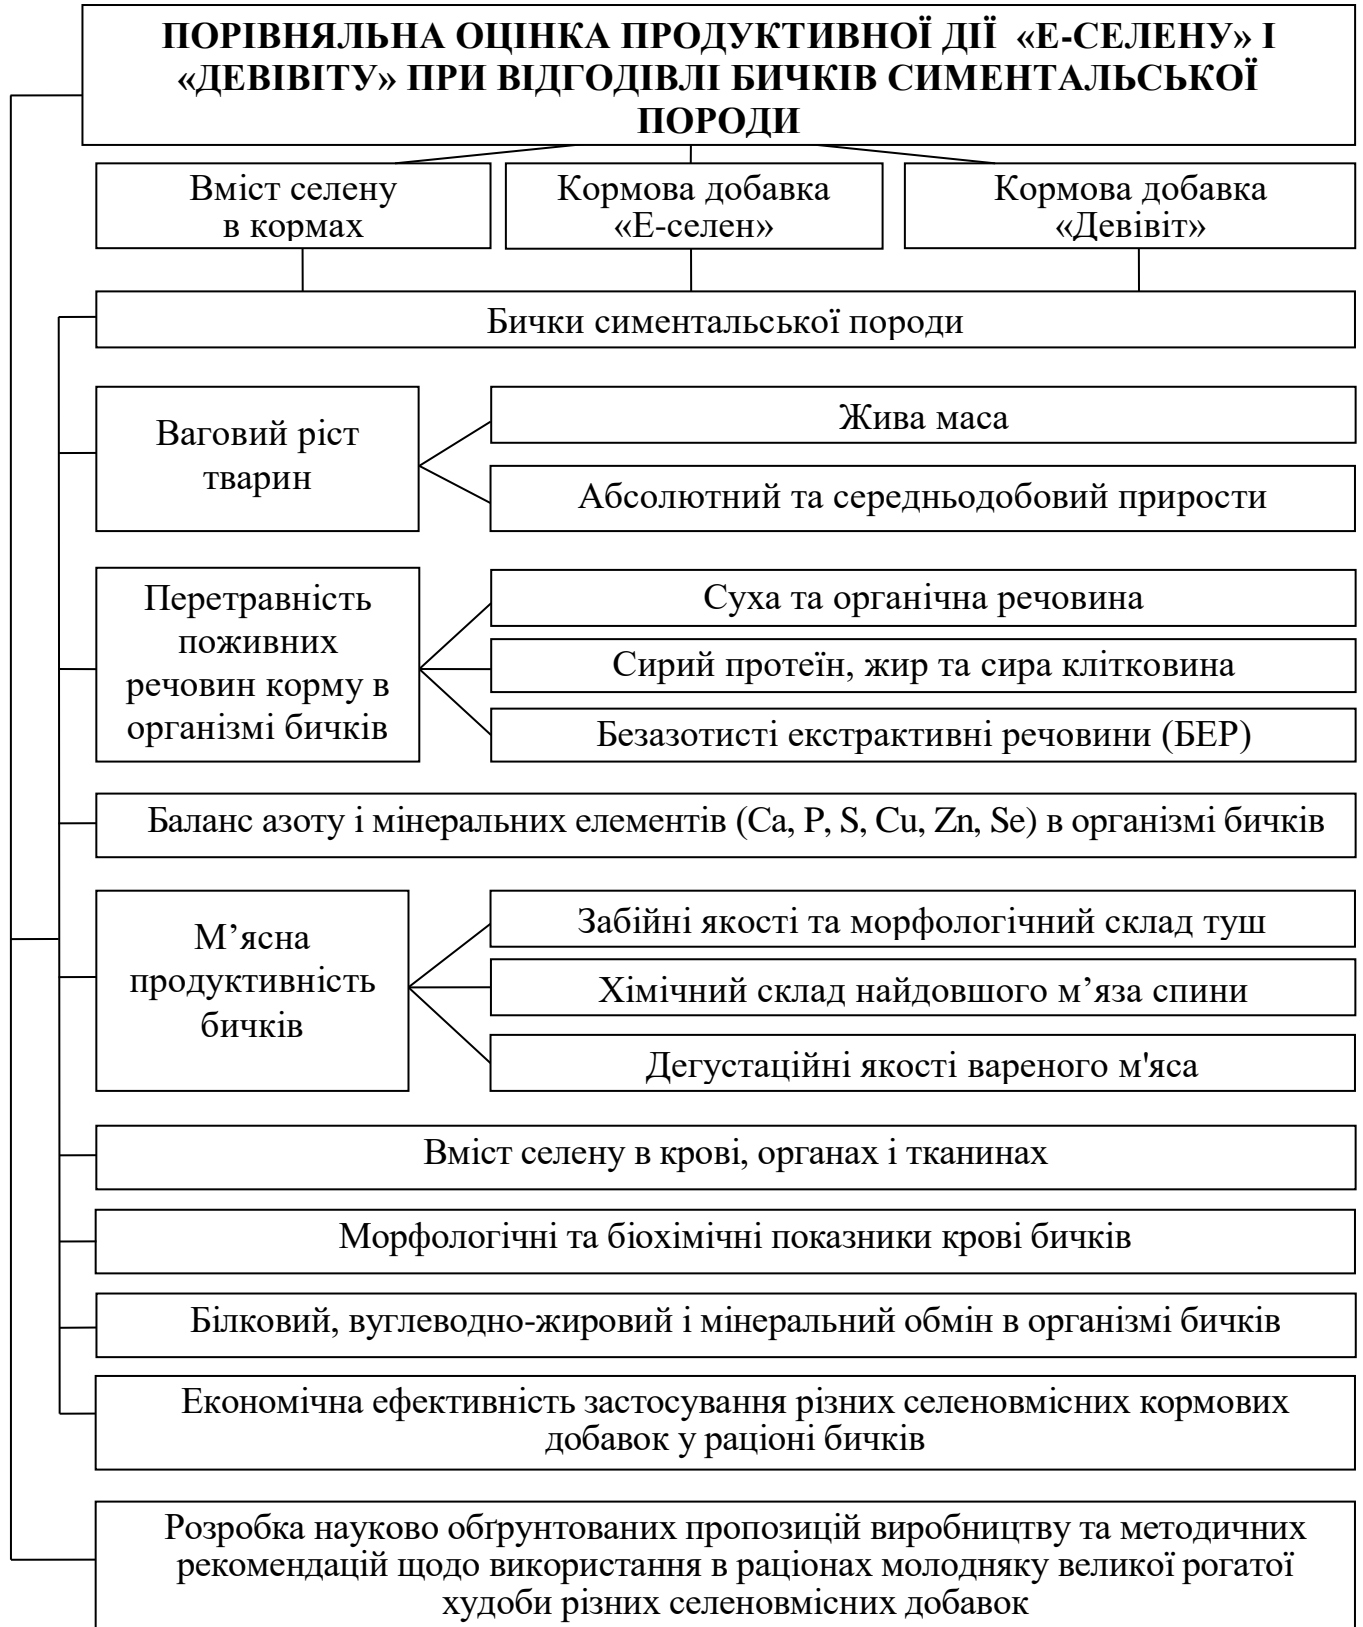 ПОРІВНЯЛЬНА ОЦІНКА ПРОДУКТИВНОЇ ДІЇ «Е-СЕЛЕНУ» І
«ДЕВІВІТУ» ПРИ ВІДГОДІВЛІ БИЧКІВ СИМЕНТАЛЬСЬКОЇ
ПОРОДИ
Вміст селену
в кормах
Кормова добавка
«Е-селен»
Кормова добавка
«Девівіт»
Бички симентальської породи
Ваговий ріст
тварин
Жива маса
Абсолютний та середньодобовий прирости
Перетравність
поживних
речовин корму в
організмі бичків
Суха та органічна речовина
Сирий протеїн, жир та сира клітковина
Безазотисті екстрактивні речовини (БЕР)
Баланс азоту і мінеральних елементів (Ca, P, S, Cu, Zn, Se) в організмі бичків
М’ясна
продуктивність
бичків
Забійні якості та морфологічний склад туш
Хімічний склад найдовшого м’яза спини
Дегустаційні якості вареного м'яса
Вміст селену в крові, органах і тканинах
Морфологічні та біохімічні показники крові бичків
Білковий, вуглеводно-жировий і мінеральний обмін в організмі бичків
Економічна ефективність застосування різних селеновмісних кормових
добавок у раціоні бичків
Розробка науково обґрунтованих пропозицій виробництву та методичних
рекомендацій щодо використання в раціонах молодняку великої рогатої
худоби різних селеновмісних добавок